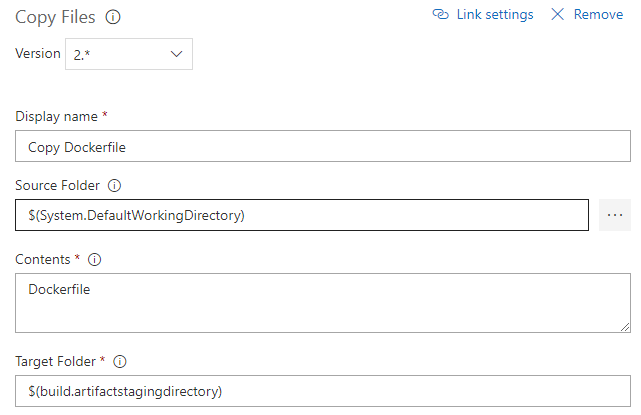 Copy Files
Link settings
Remove
Version 2.*
Display name *
Copy Dockerfile
Source Folder
$(System.DefaultWorkingDirectory)
...
Contents *
Dockerfile
Target Folder *
$(build.artifactstagingdirectory)